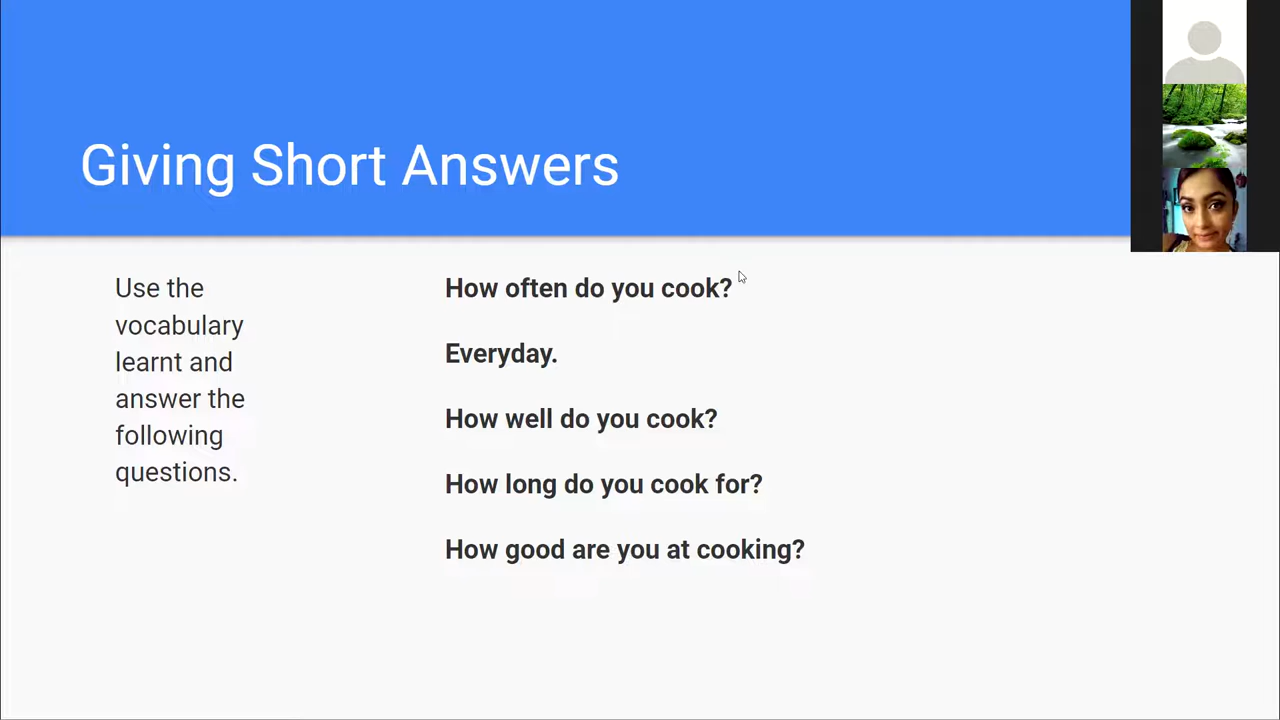 Giving Short Answers
Use the
vocabulary
learnt and
answer the
following
questions.
How often do you cook?
Everyday.
How well do you cook?
How long do you cook for?
How good are you at cooking?